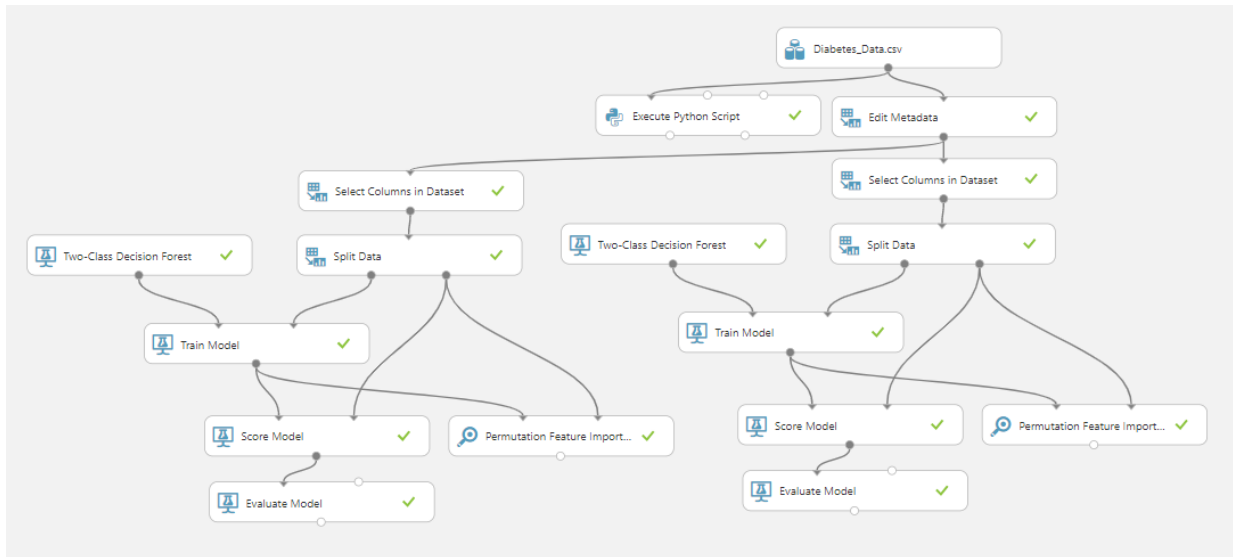 Diabetes_Data.csv
Execute Python Script
Edit Metadata
Select Columns in Dataset
Select Columns in Dataset
Two-Class Decision Forest
Split Data
Two-Class Decision Forest
Split Data
Train Model
Train Model
Score Model
Permutation Feature Import...
Score Model
Permutation Feature Import...
Evaluate Model
Evaluate Model